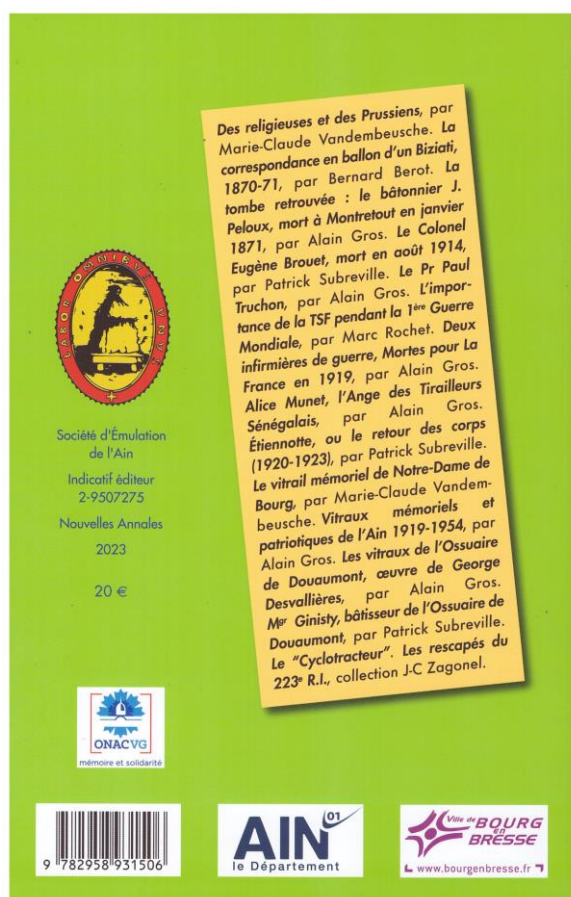 Des religieuses et des Prussiens, par
Marie-Claude Vandembeusche. La
correspondance en ballon d'un Biziati,
1870-71, par Bernard Berot. La
tombe retrouvée : le bâtonnier J.
Peloux, mort à Montretout en janvier
1871, par Alain Gros. Le Colonel
Eugène Brouet, mort en août 1914,
par Patrick Subreville. Le Pr Paul
Truchon, par Alain Gros. L'impor-
tance de la TSF pendant la 1ère Guerre
Mondiale, par Marc Rochet. Deux
infirmières de guerre, Mortes pour La
France en 1919, par Alain Gros.
Alice Munet, l'Ange des Tirailleurs
Sénégalais, par Alain Gros.
Étiennotte, ou le retour des corps
(1920-1923), par Patrick Subreville.
Le vitrail mémoriel de Notre-Dame de
Bourg, par Marie-Claude Vandem-
beusche. Vitraux mémoriels et
patriotiques de l'Ain 1919-1954, par
Alain Gros. Les vitraux de l'Ossuaire
de Douaumont, œuvre de George
Desvallières, par Alain Gros.
Mgr Ginisty, bâtisseur de l'Ossuaire de
Douaumont, par Patrick Subreville.
Le "Cyclotracteur". Les rescapés du
223e R.I., collection J-C Zagonel.
LABOR OMNIBUS UNUS
Société d'Émulation
de l'Ain
Indicatif éditeur
2-9507275
Nouvelles Annales
2023
20 €
ONACVG
mémoire et solidarité
9 782958 931506
AIN 01
le Département
Ville de BOURG
en
BRESSE
www.bourgenbresse.fr